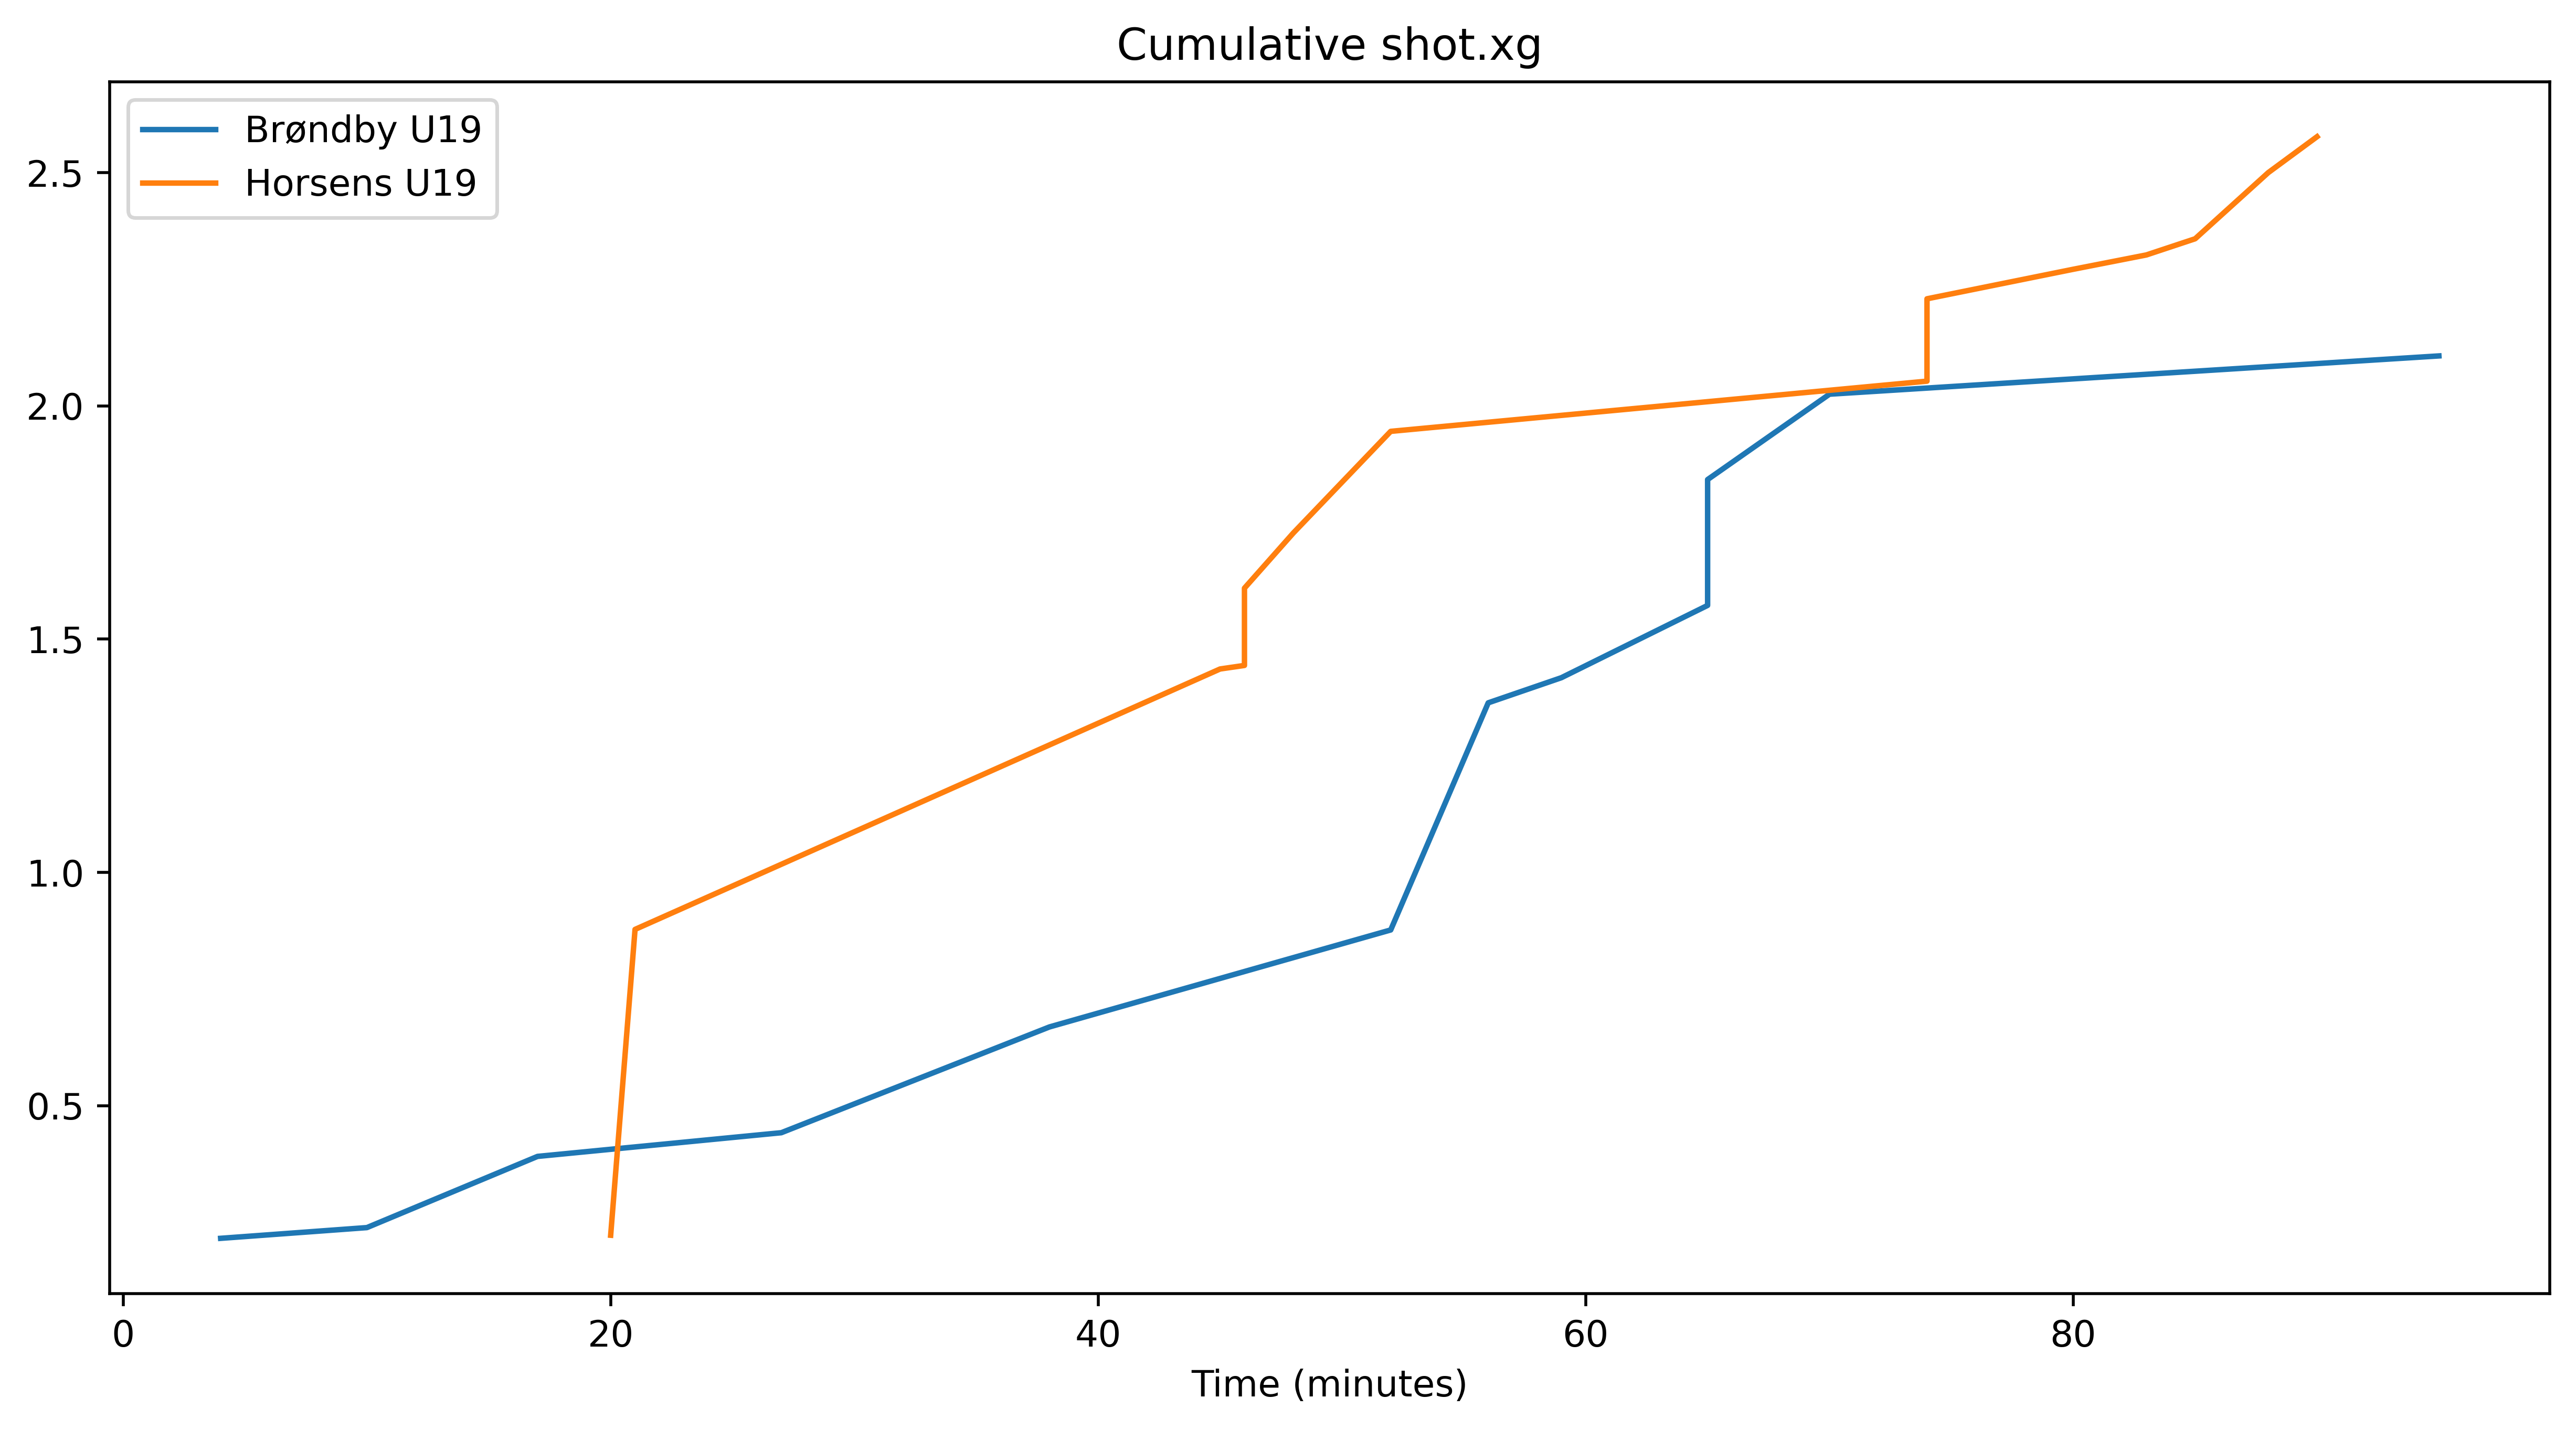 Cumulative shot.xg
Brøndby U19
Horsens U19
2.5
2.0
1.5
1.0
0.5
0 20 40 60 80
Time (minutes)